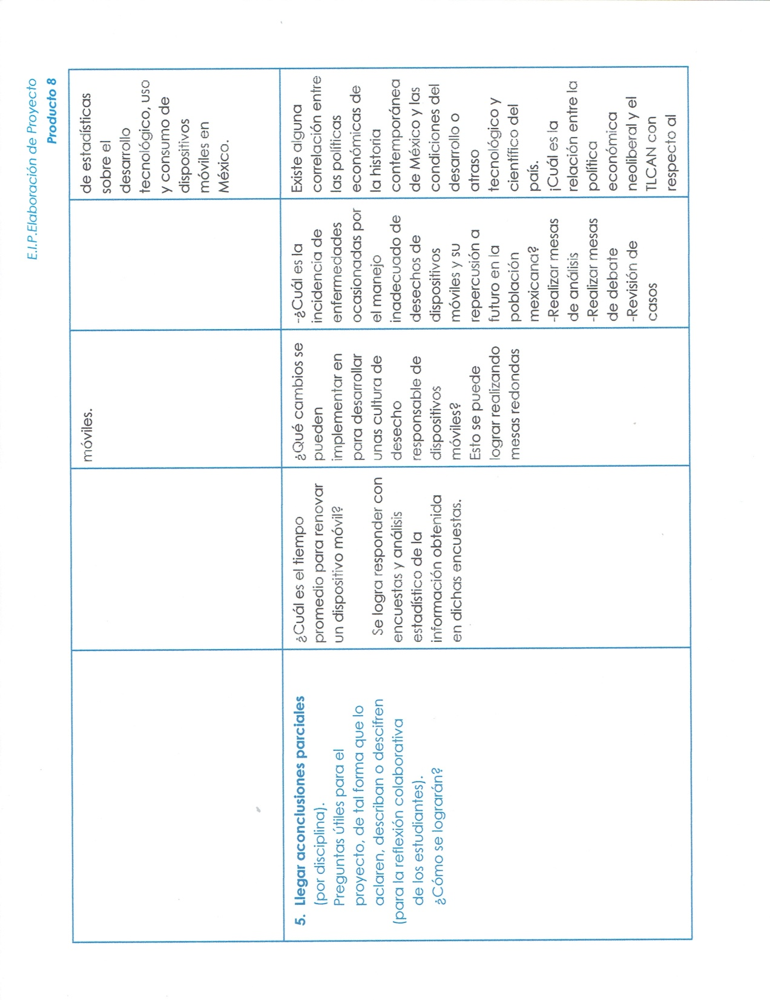 E.I.P.Elaboración de Proyecto
Producto 8
móviles.
de estadísticas
sobre el
desarrollo
tecnológico, uso
y consumo de
dispositivos
móviles en
México.
5. Llegar aconclusiones parciales
(por disciplina).
Preguntas útiles para el
proyecto, de tal forma que lo
aclaren, describan o descifren
(para la reflexión colaborativa
de los estudiantes).
¿Cómo se lograrán?
¿Cuál es el tiempo
promedio para renovar
un dispositivo móvil?
Se logra responder con
encuestas y análisis
estadístico de la
información obtenida
en dichas encuestas.
¿Qué cambios se
pueden
implementar en
para desarrollar
unas cultura de
desecho
responsable de
dispositivos
móviles?
Esto se puede
lograr realizando
mesas redondas
-¿Cuál es la
incidencia de
enfermedades
ocasionadas por
el manejo
inadecuado de
desechos de
dispositivos
móviles y su
repercusión a
futuro en la
población
mexicana?
-Realizar mesas
de análisis
-Realizar mesas
de debate
-Revisión de
casos
Existe alguna
correlación entre
las políticas
económicas de
la historia
contemporánea
de México y las
condiciones del
desarrollo o
atraso
tecnológico y
científico del
país.
¡Cuál es la
relación entre la
política
económica
neoliberal y el
TLCAN con
respecto al